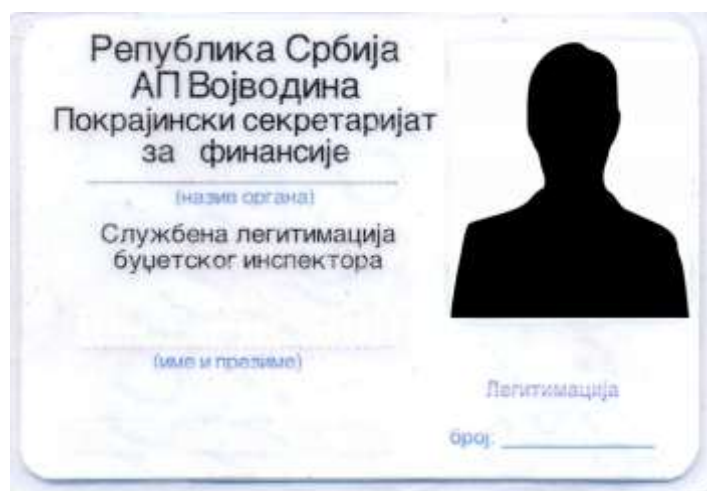 Република Србија
АП Војводина
Покрајински секретаријат
за финансије
(назив органа)
Службена легитимација
буџетског инспектора
(име и презиме)
Легитимација
број: